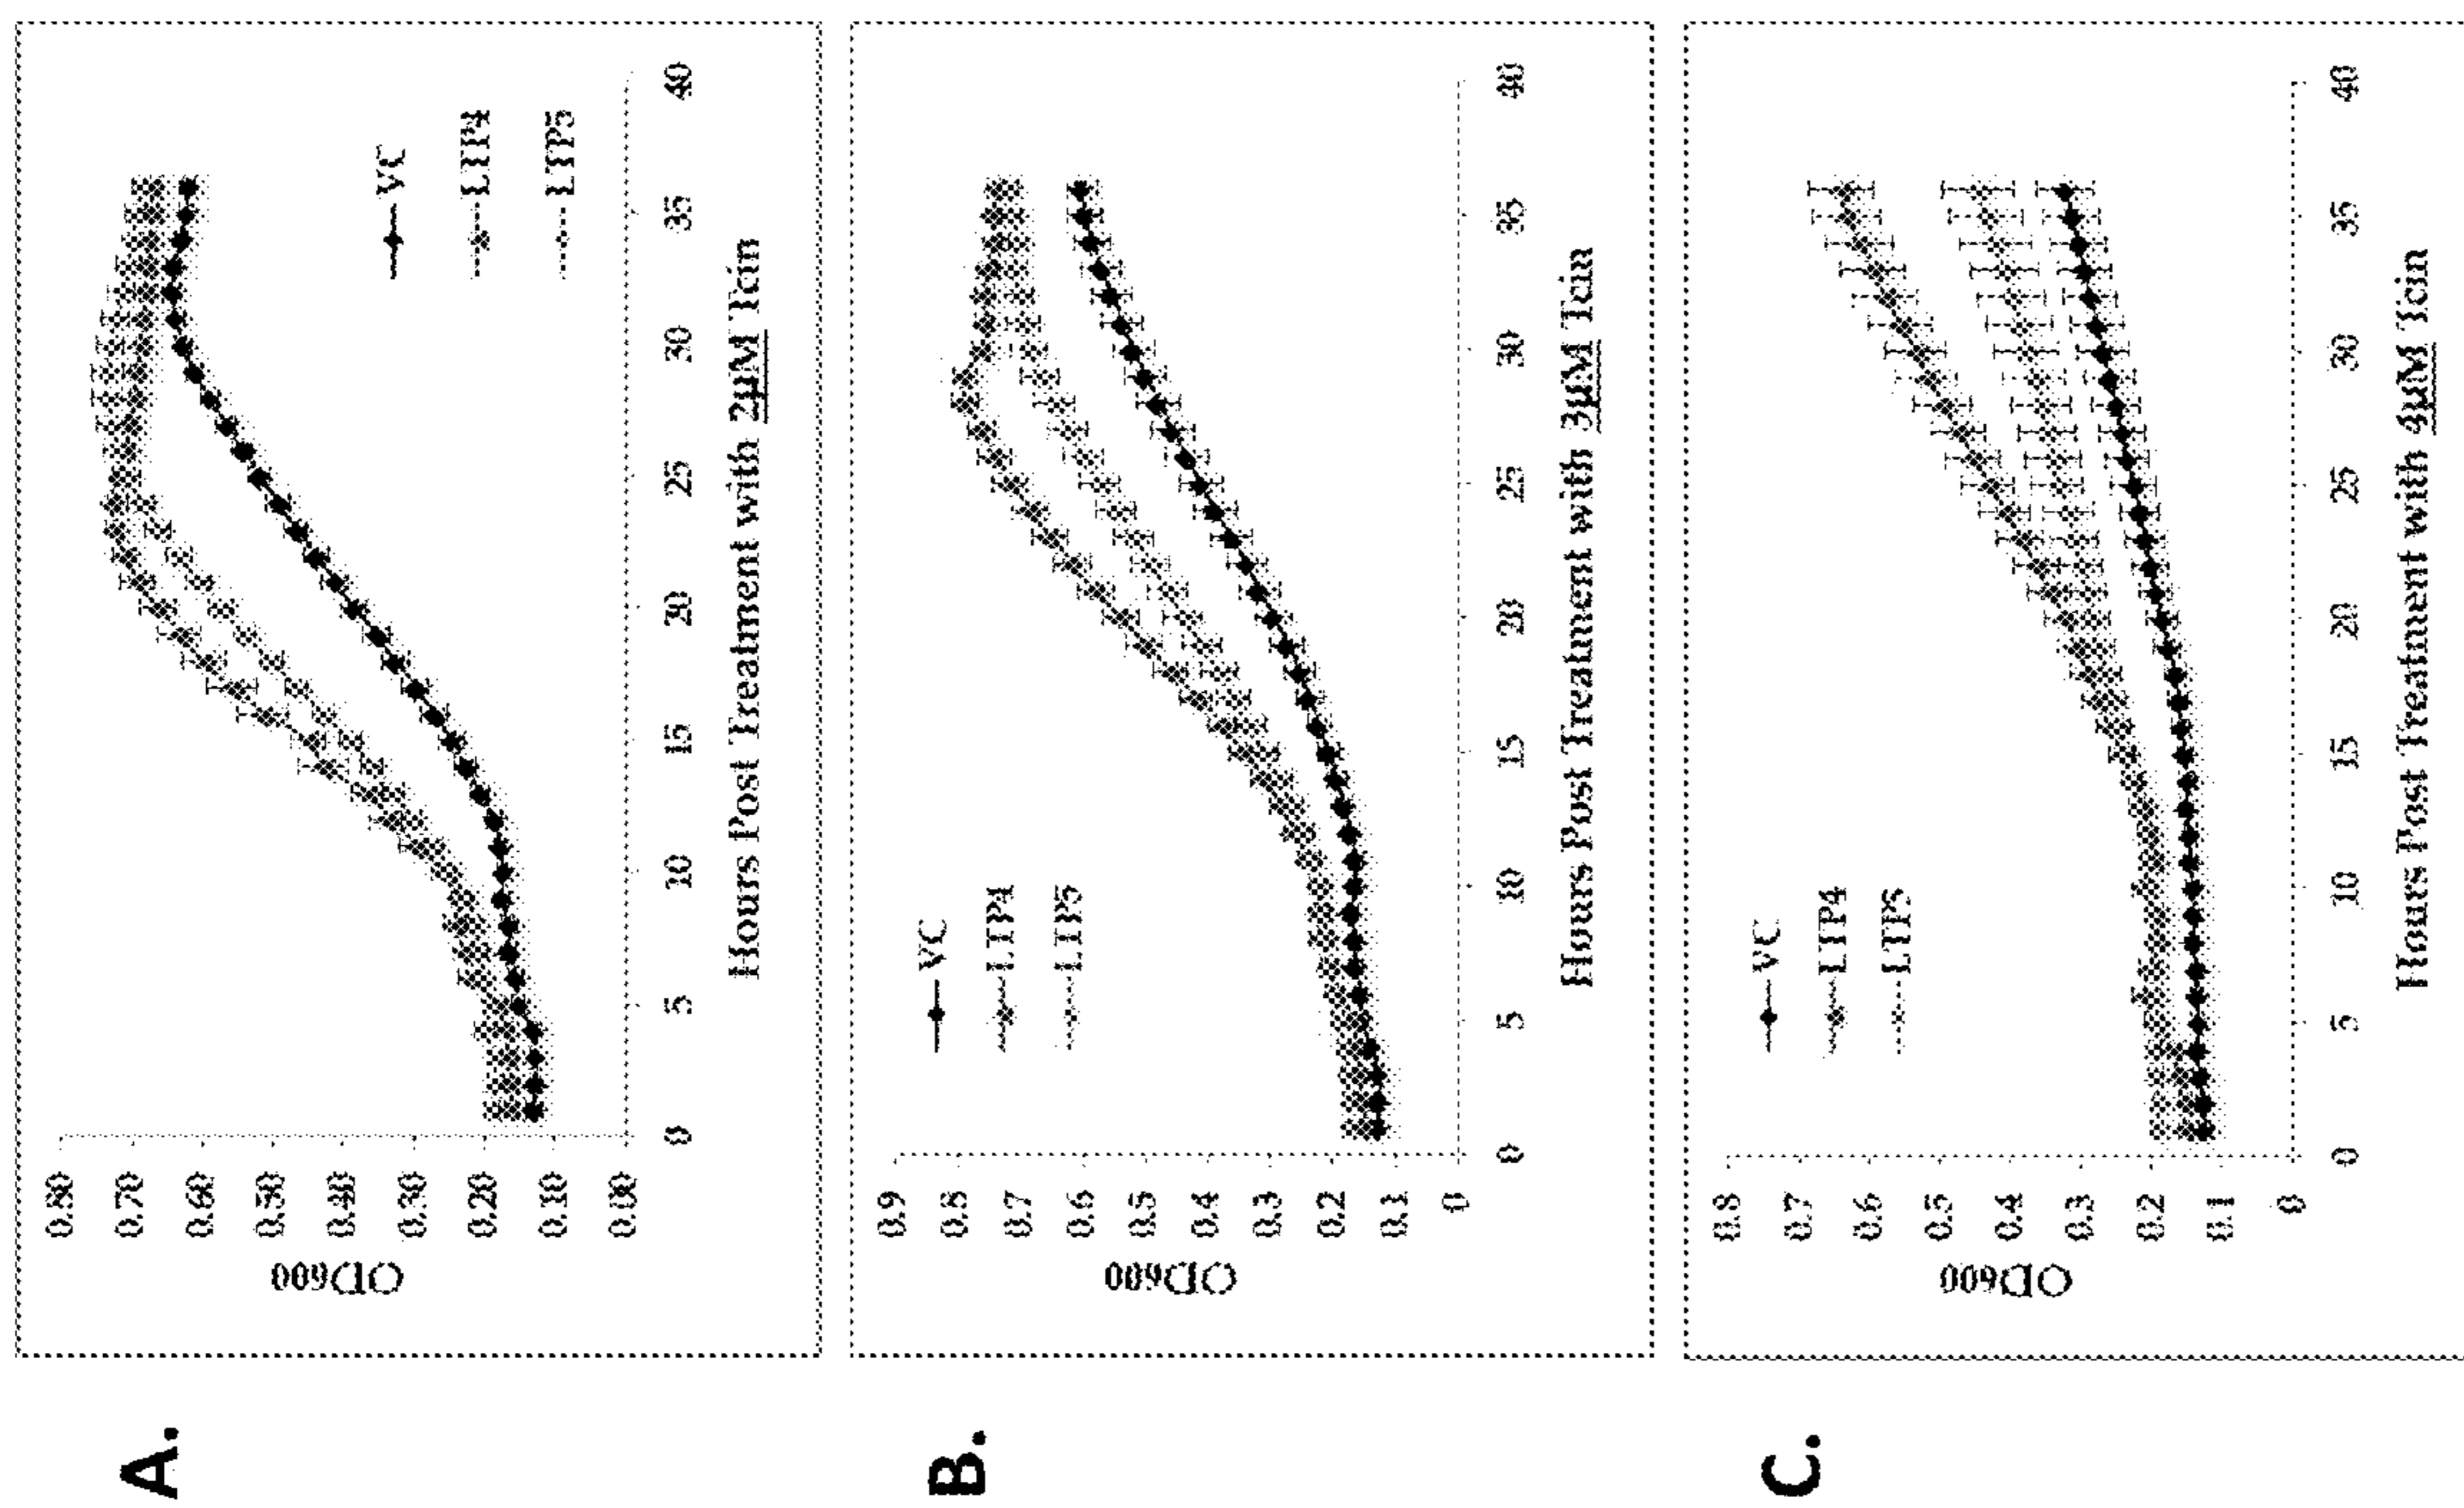 A.
OD600
0.80
0.70
0.60
0.50
0.40
0.30
0.20
0.10
0.00
0 5 10 15 20 25 30 35 40
Hours Post Treatment with 2µM Tcin
VC
LTP4
LTP5
B.
OD600
0.9
0.8
0.7
0.6
0.5
0.4
0.3
0.2
0.1
0
0 5 10 15 20 25 30 35 40
Hours Post Treatment with 3µM Tcin
VC
LTP4
LTP5
C.
OD600
0.8
0.7
0.6
0.5
0.4
0.3
0.2
0.1
0
0 5 10 15 20 25 30 35 40
Hours Post Treatment with 4µM Tcin
VC
LTP4
LTP5